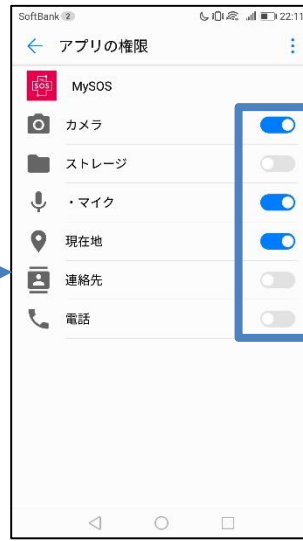 SoftBank 2 22:11
アプリの権限
SOS
MySOS
カメラ
ストレージ
・マイク
現在地
連絡先
電話